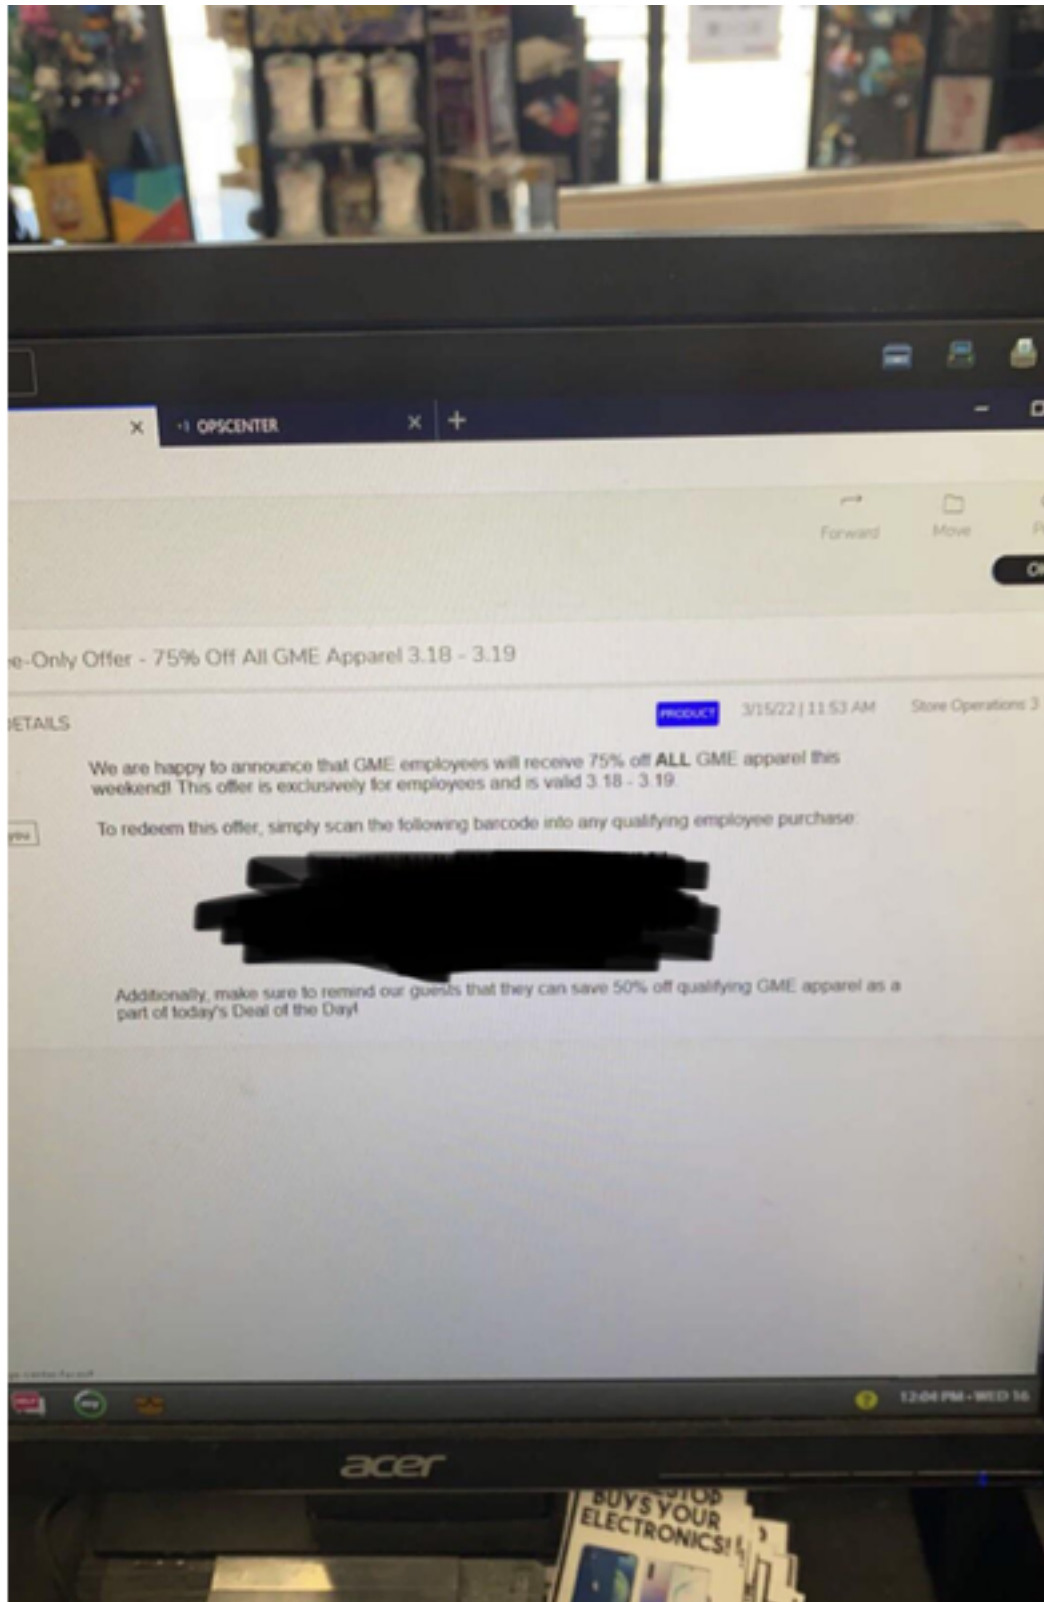 OPSCENTER
Forward
Move
e-Only Offer - 75% Off All GME Apparel 3.18 - 3.19
DETAILS
PRODUCT
3/15/22 | 11:53 AM
Store Operations 3
We are happy to announce that GME employees will receive 75% off ALL GME apparel this
weekend! This offer is exclusively for employees and is valid 3.18 - 3.19.
you
To redeem this offer, simply scan the following barcode into any qualifying employee purchase:
Additionally, make sure to remind our guests that they can save 50% off qualifying GME apparel as a
part of today's Deal of the Day!
HELP
my
?
12:04 PM - WED 16
acer
STOP
BUYS YOUR
ELECTRONICS!